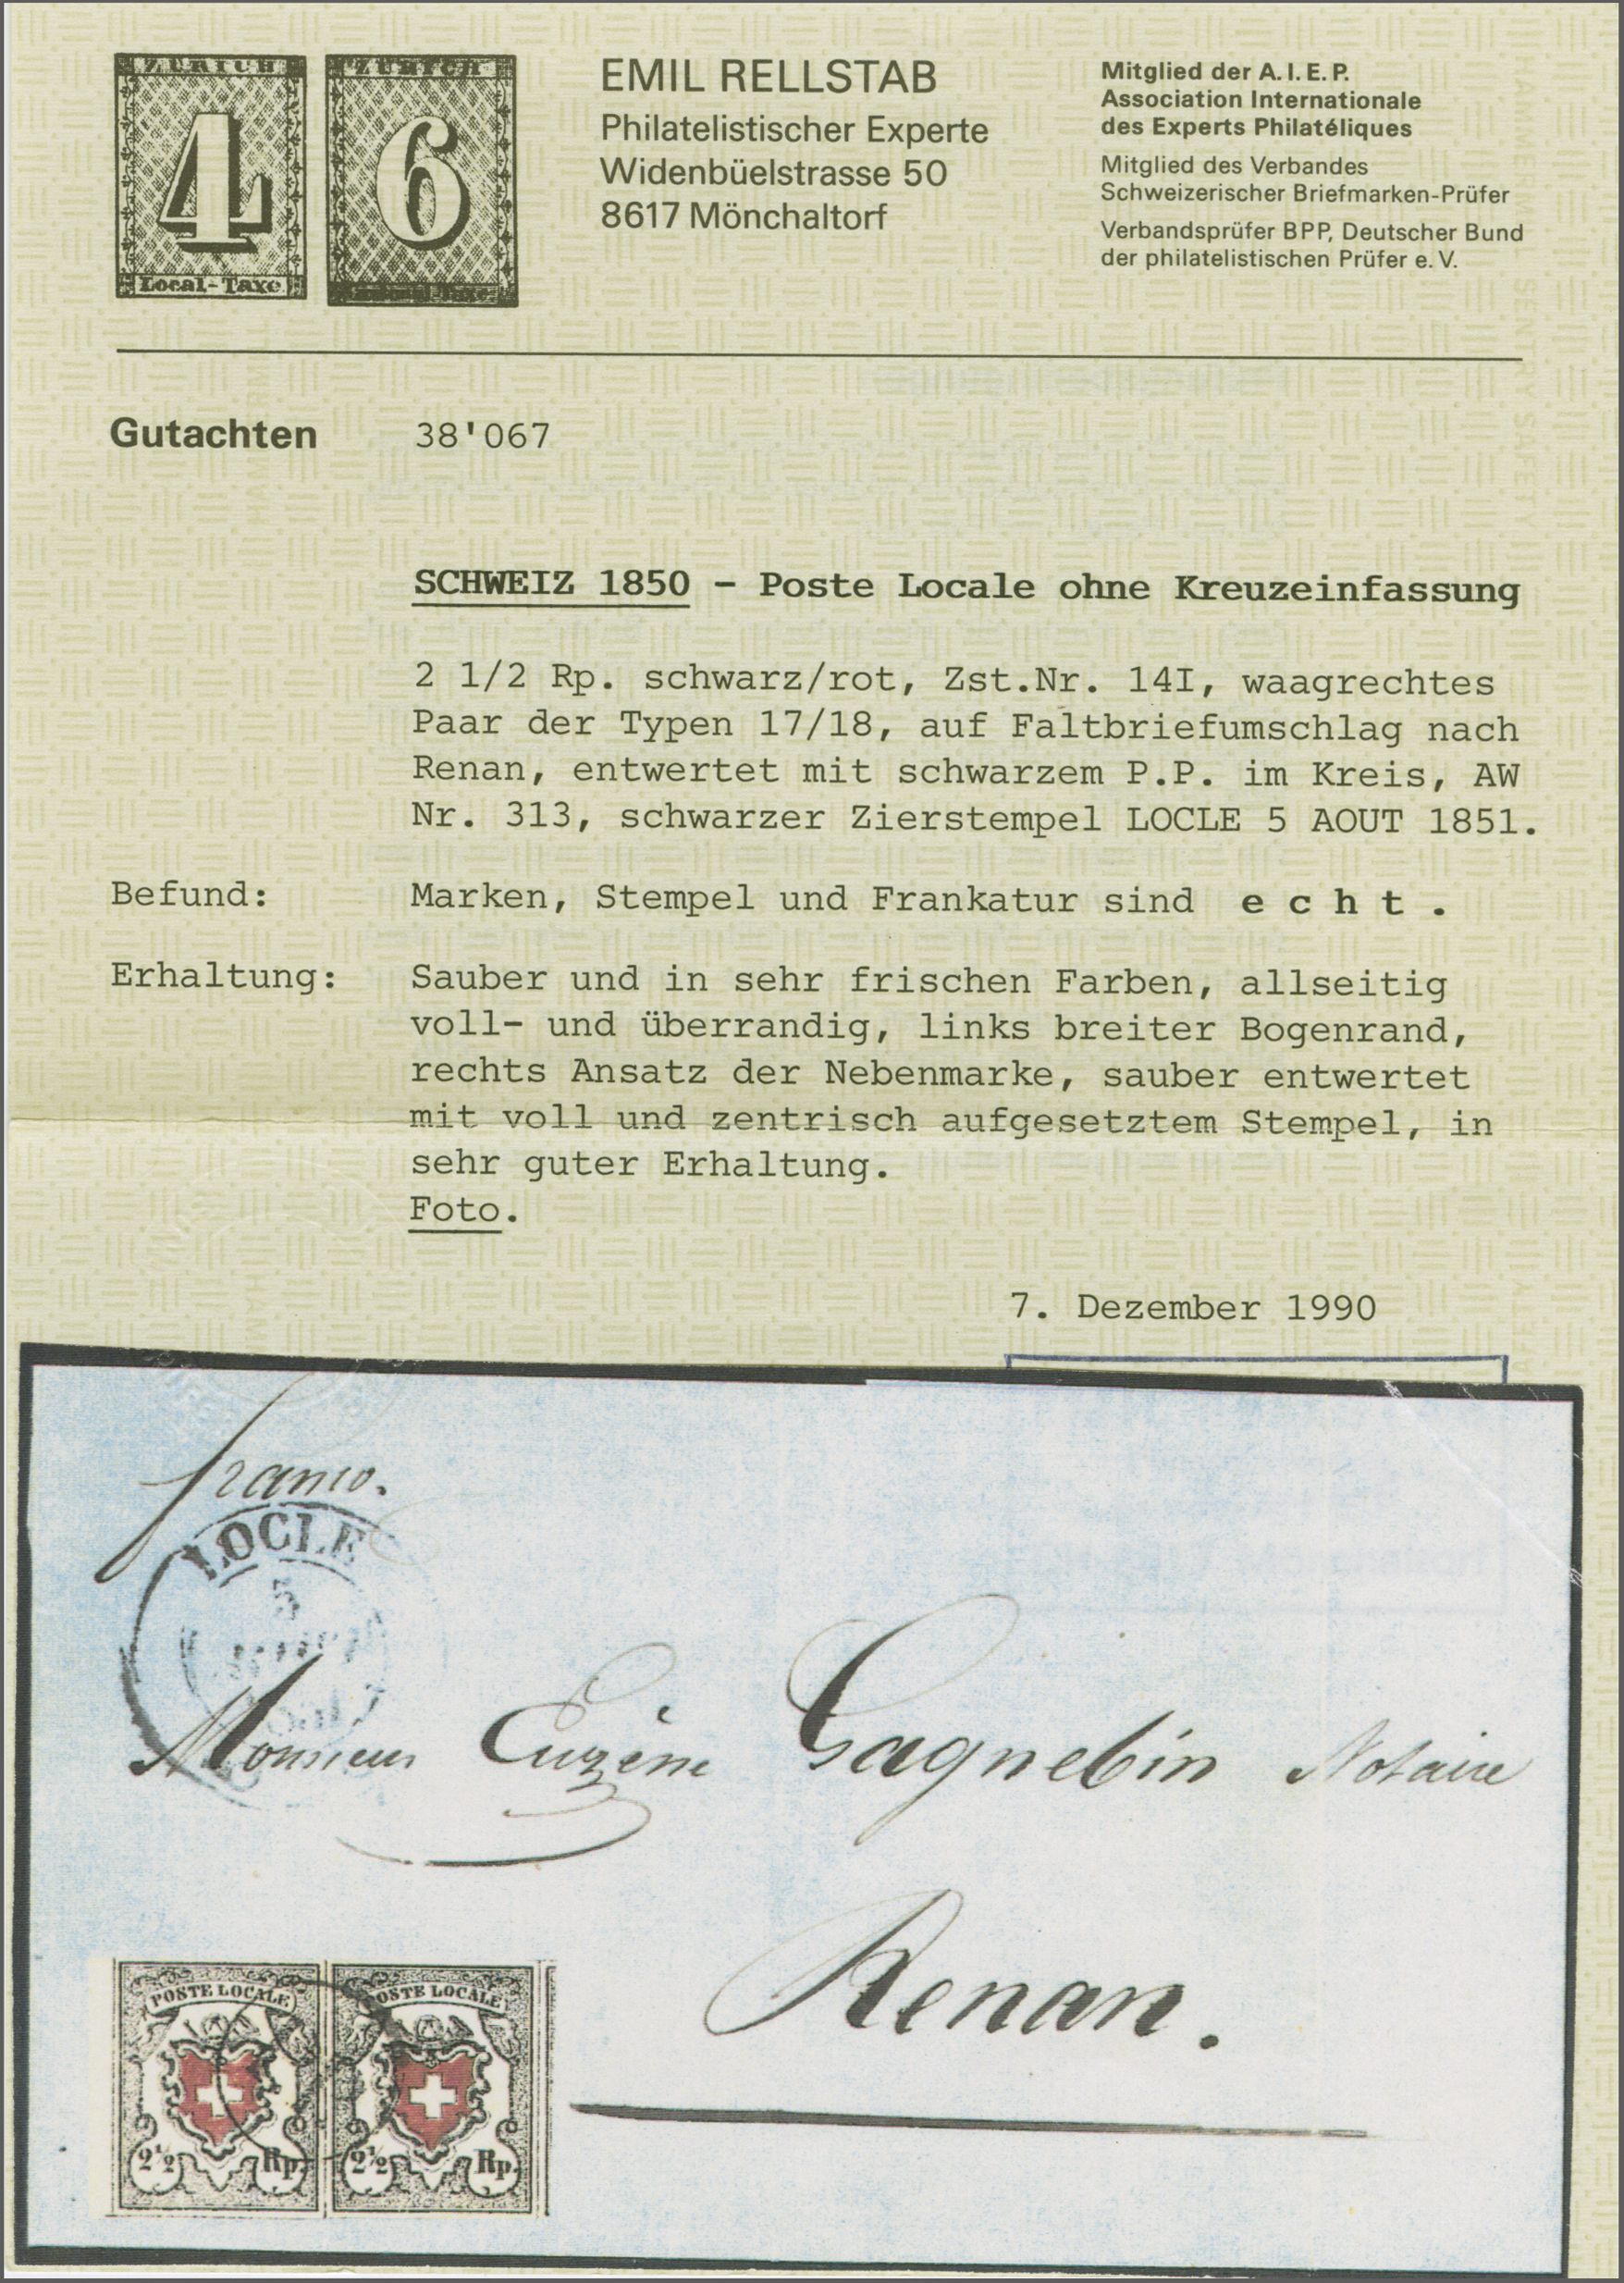 ZÜRICH
4
Local-Taxe
ZÜRICH
6
EMIL RELLSTAB
Philatelistischer Experte
Widenbüelstrasse 50
8617 Mönchaltorf
Mitglied der A.I.E.P.
Association Internationale
des Experts Philatéliques
Mitglied des Verbandes
Schweizerischer Briefmarken-Prüfer
Verbandsprüfer BPP, Deutscher Bund
der philatelistischen Prüfer e.V.
Gutachten 38'067
SCHWEIZ 1850 - Poste Locale ohne Kreuzeinfassung
2 1/2 Rp. schwarz/rot, Zst.Nr. 14I, waagrechtes
Paar der Typen 17/18, auf Faltbriefumschlag nach
Renan, entwertet mit schwarzem P.P. im Kreis, AW
Nr. 313, schwarzer Zierstempel LOCLE 5 AOUT 1851.
Befund: Marken, Stempel und Frankatur sind e c h t .
Erhaltung: Sauber und in sehr frischen Farben, allseitig
voll- und überrandig, links breiter Bogenrand,
rechts Ansatz der Nebenmarke, sauber entwertet
mit voll und zentrisch aufgesetztem Stempel, in
sehr guter Erhaltung.
Foto.
7. Dezember 1990
franco.
LOCLE
5
Monsieur Eugène Gagnebin Notaire
Renan.
POSTE LOCALE
2½ Rp.
POSTE LOCALE
2½ Rp.